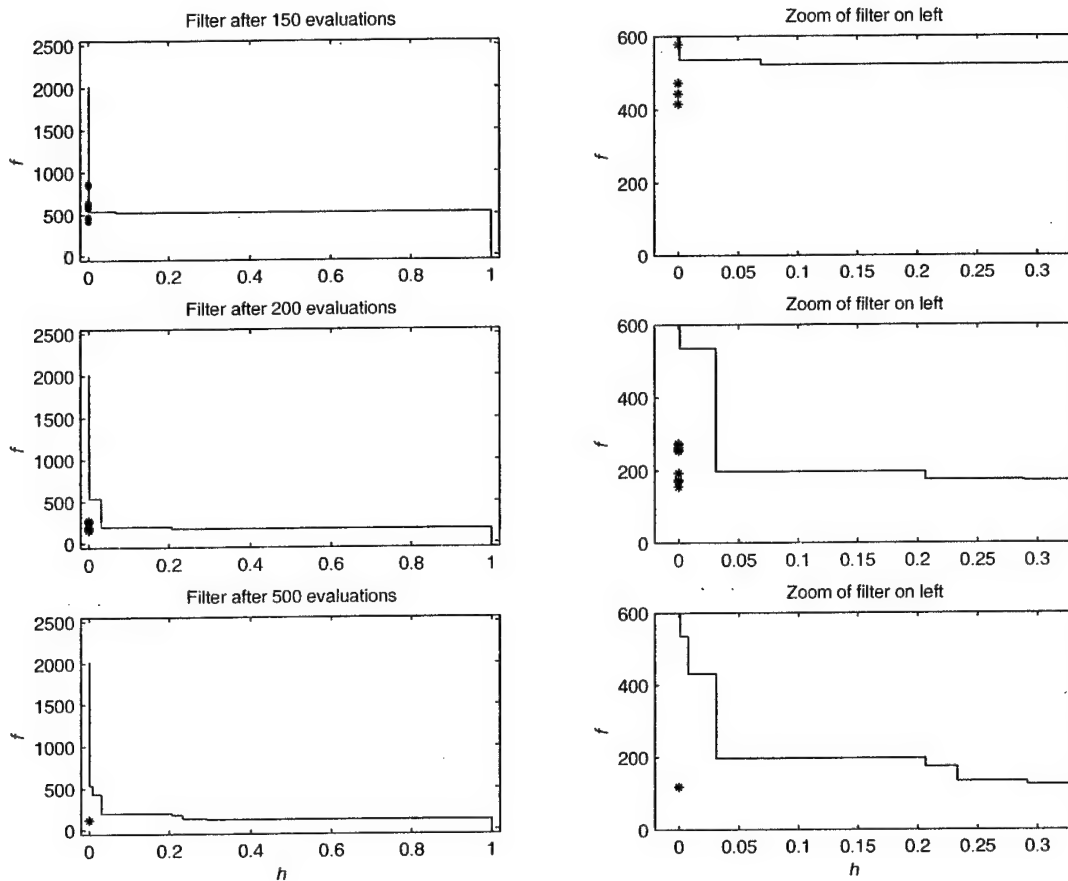 Filter after 150 evaluations
2500
2000
1500
1000
500
0
f
0 0.2 0.4 0.6 0.8 1
Zoom of filter on left
600
400
200
0
f
0 0.05 0.1 0.15 0.2 0.25 0.3
Filter after 200 evaluations
2500
2000
1500
1000
500
0
f
0 0.2 0.4 0.6 0.8 1
Zoom of filter on left
600
400
200
0
f
0 0.05 0.1 0.15 0.2 0.25 0.3
Filter after 500 evaluations
2500
2000
1500
1000
500
0
f
0 0.2 0.4 0.6 0.8 1
h
Zoom of filter on left
600
400
200
0
f
0 0.05 0.1 0.15 0.2 0.25 0.3
h